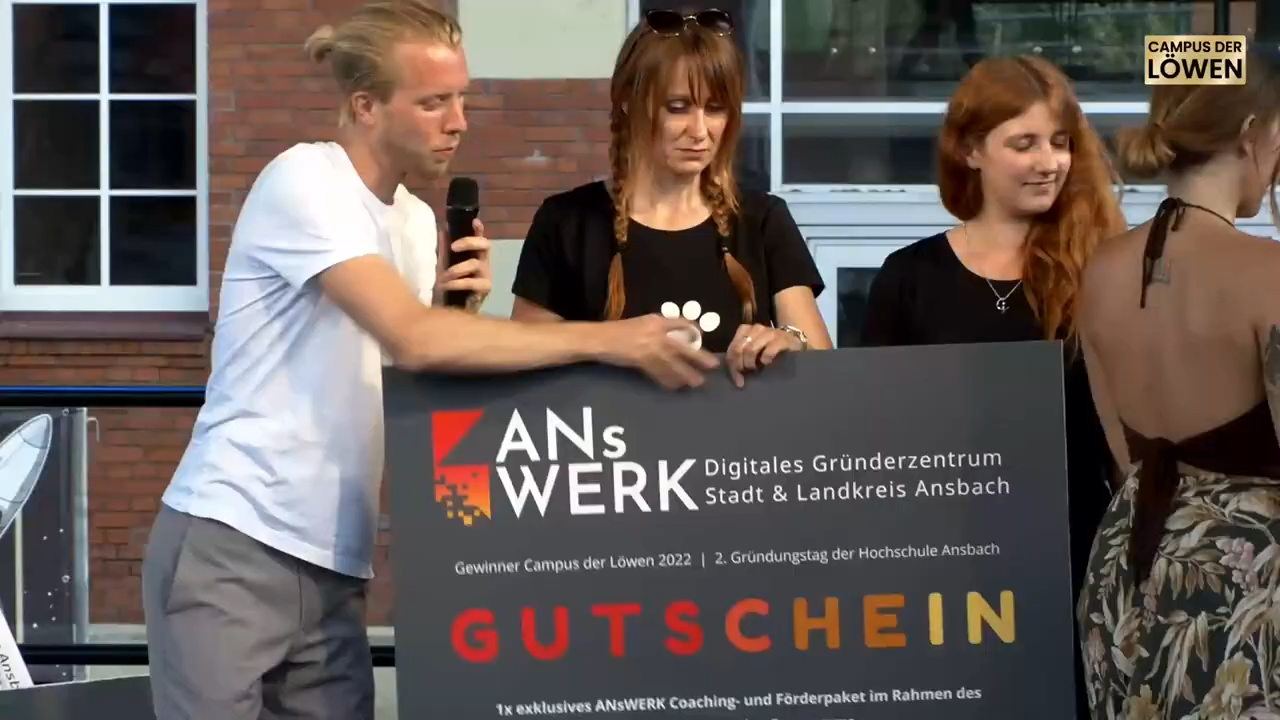 CAMPUS DER
LÖWEN
ANs
WERK
Digitales Gründerzentrum
Stadt & Landkreis Ansbach
Gewinner Campus der Löwen 2022 | 2. Gründungstag der Hochschule Ansbach
GUTSCHEIN
1x exklusives ANsWERK Coaching- und Förderpaket im Rahmen des